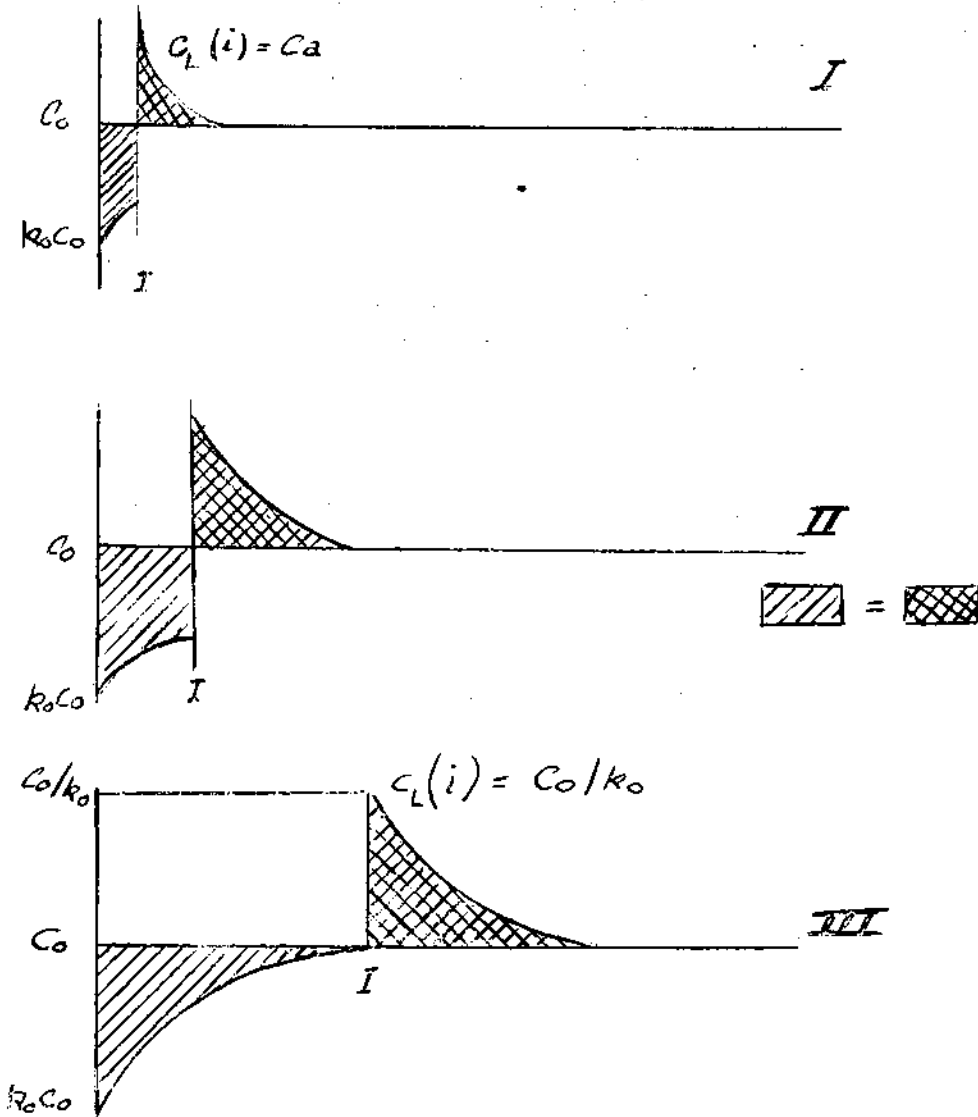 C_L(i) = Ca
I
C₀
k₀C₀
I
II
C₀
=
k₀C₀
I
C₀/k₀
C_L(i) = C₀/k₀
III
C₀
I
k₀C₀